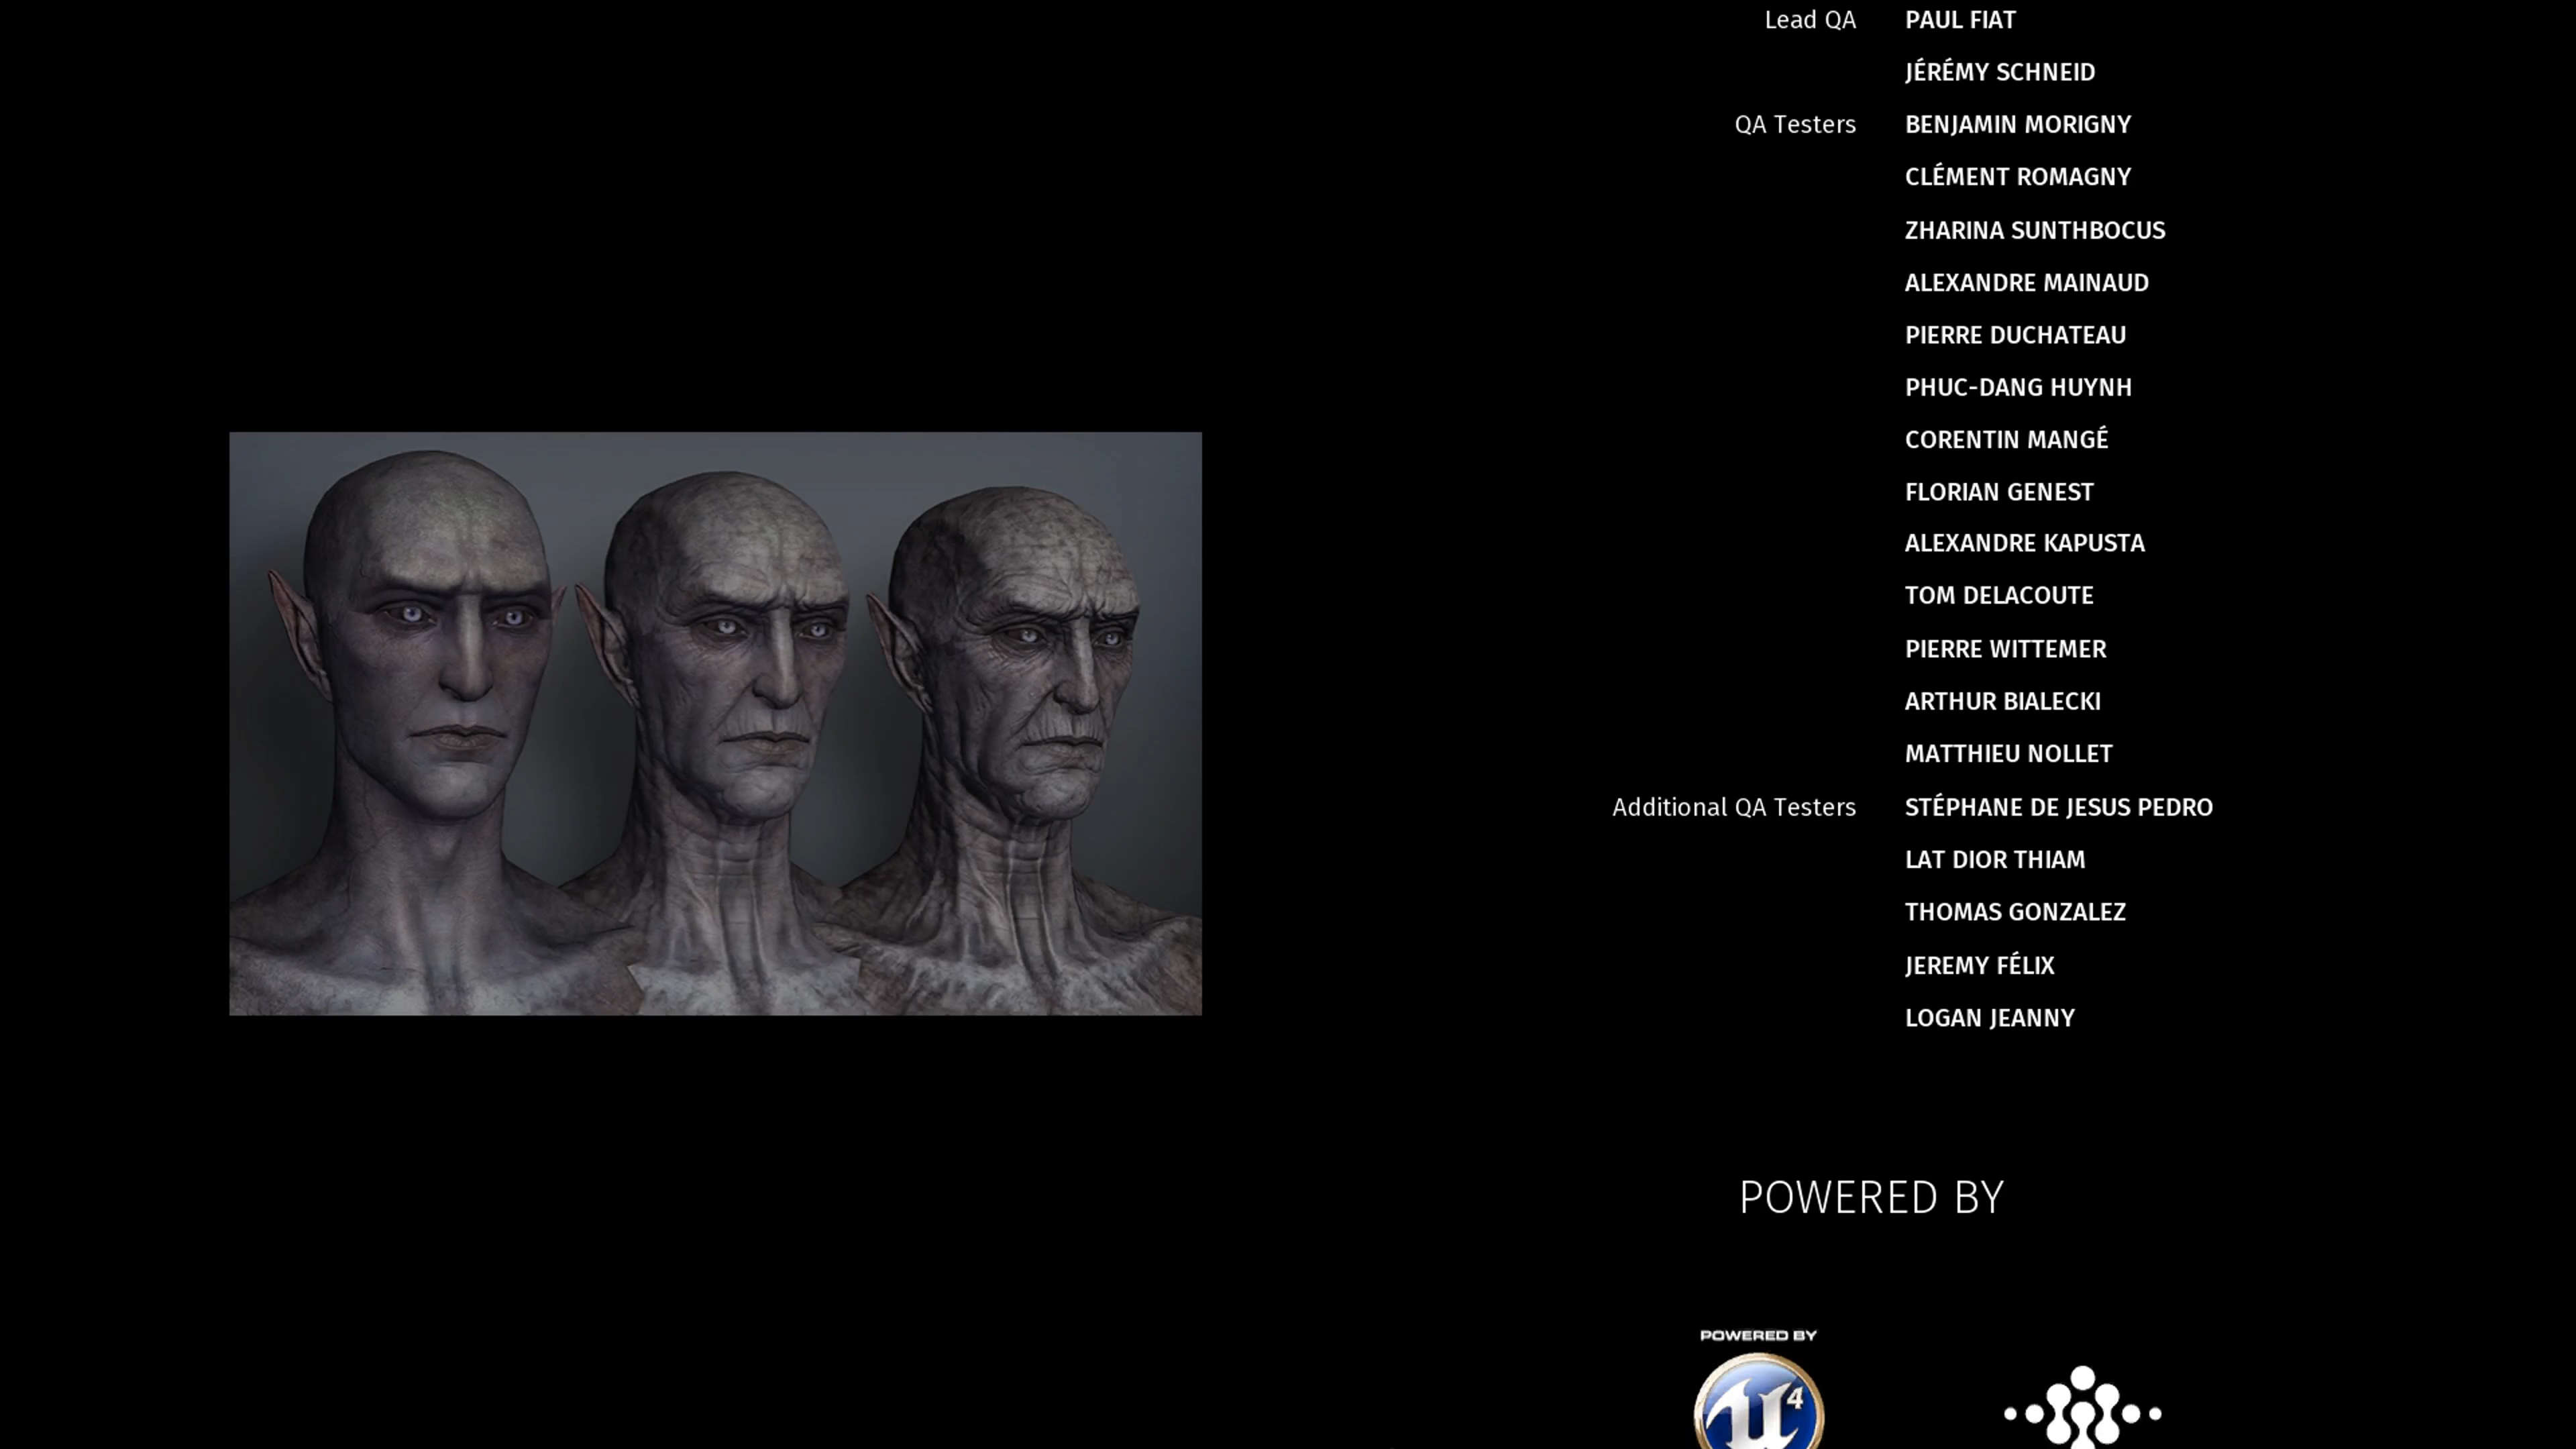 Lead QA PAUL FIAT
JÉRÉMY SCHNEID
QA Testers BENJAMIN MORIGNY
CLÉMENT ROMAGNY
ZHARINA SUNTHBOCUS
ALEXANDRE MAINAUD
PIERRE DUCHATEAU
PHUC-DANG HUYNH
CORENTIN MANGÉ
FLORIAN GENEST
ALEXANDRE KAPUSTA
TOM DELACOUTE
PIERRE WITTEMER
ARTHUR BIALECKI
MATTHIEU NOLLET
Additional QA Testers STÉPHANE DE JESUS PEDRO
LAT DIOR THIAM
THOMAS GONZALEZ
JEREMY FÉLIX
LOGAN JEANNY
POWERED BY
POWERED BY
U 4